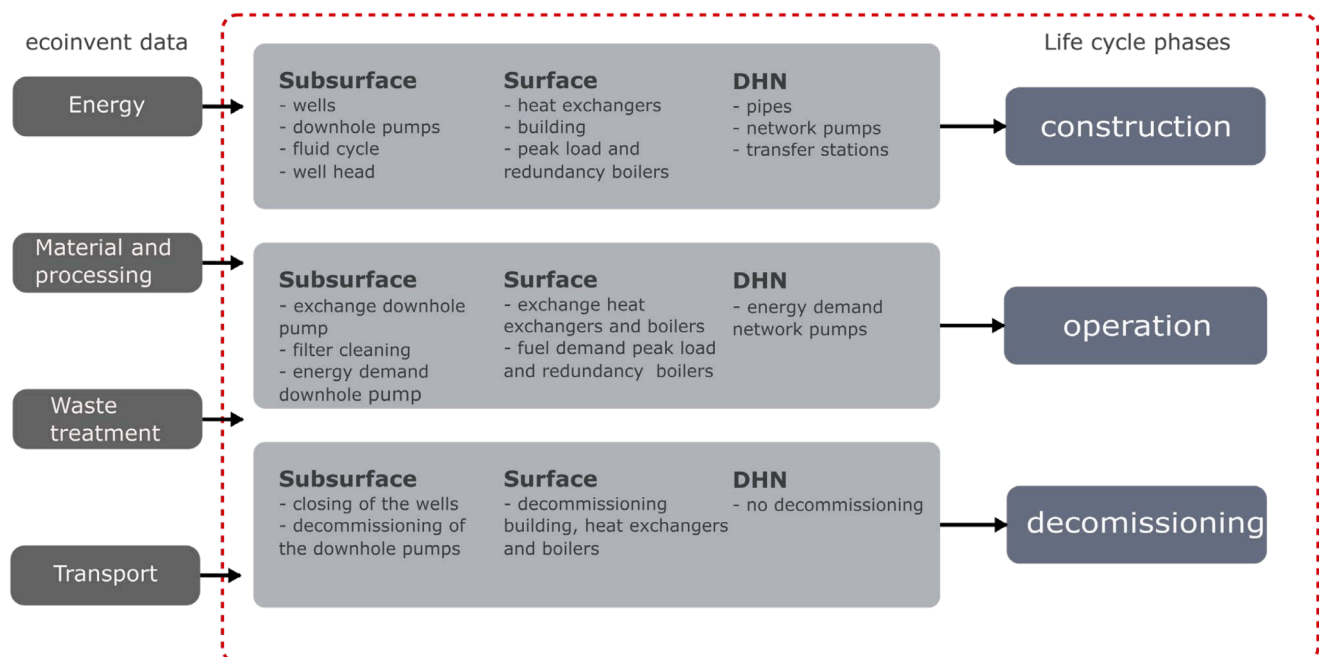 ecoinvent data
Energy
Material and
processing
Waste
treatment
Transport
Subsurface
- wells
- downhole pumps
- fluid cycle
- well head
Surface
- heat exchangers
- building
- peak load and
redundancy boilers
DHN
- pipes
- network pumps
- transfer stations
Subsurface
- exchange downhole
pump
- filter cleaning
- energy demand
downhole pump
Surface
- exchange heat
exchangers and boilers
- fuel demand peak load
and redundancy boilers
DHN
- energy demand
network pumps
Subsurface
- closing of the wells
- decommissioning of
the downhole pumps
Surface
- decommissioning
building, heat exchangers
and boilers
DHN
- no decommissioning
Life cycle phases
construction
operation
decomissioning